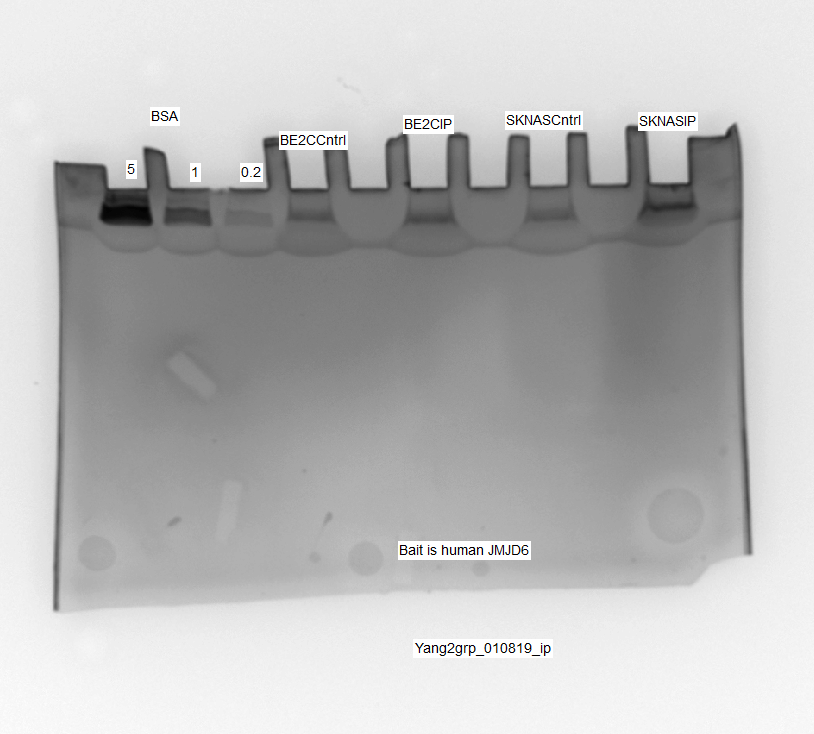 BSA
BE2CCntrl
BE2CIP
SKNASCntrl
SKNASIP
5
1
0.2
Bait is human JMJD6
Yang2grp_010819_ip